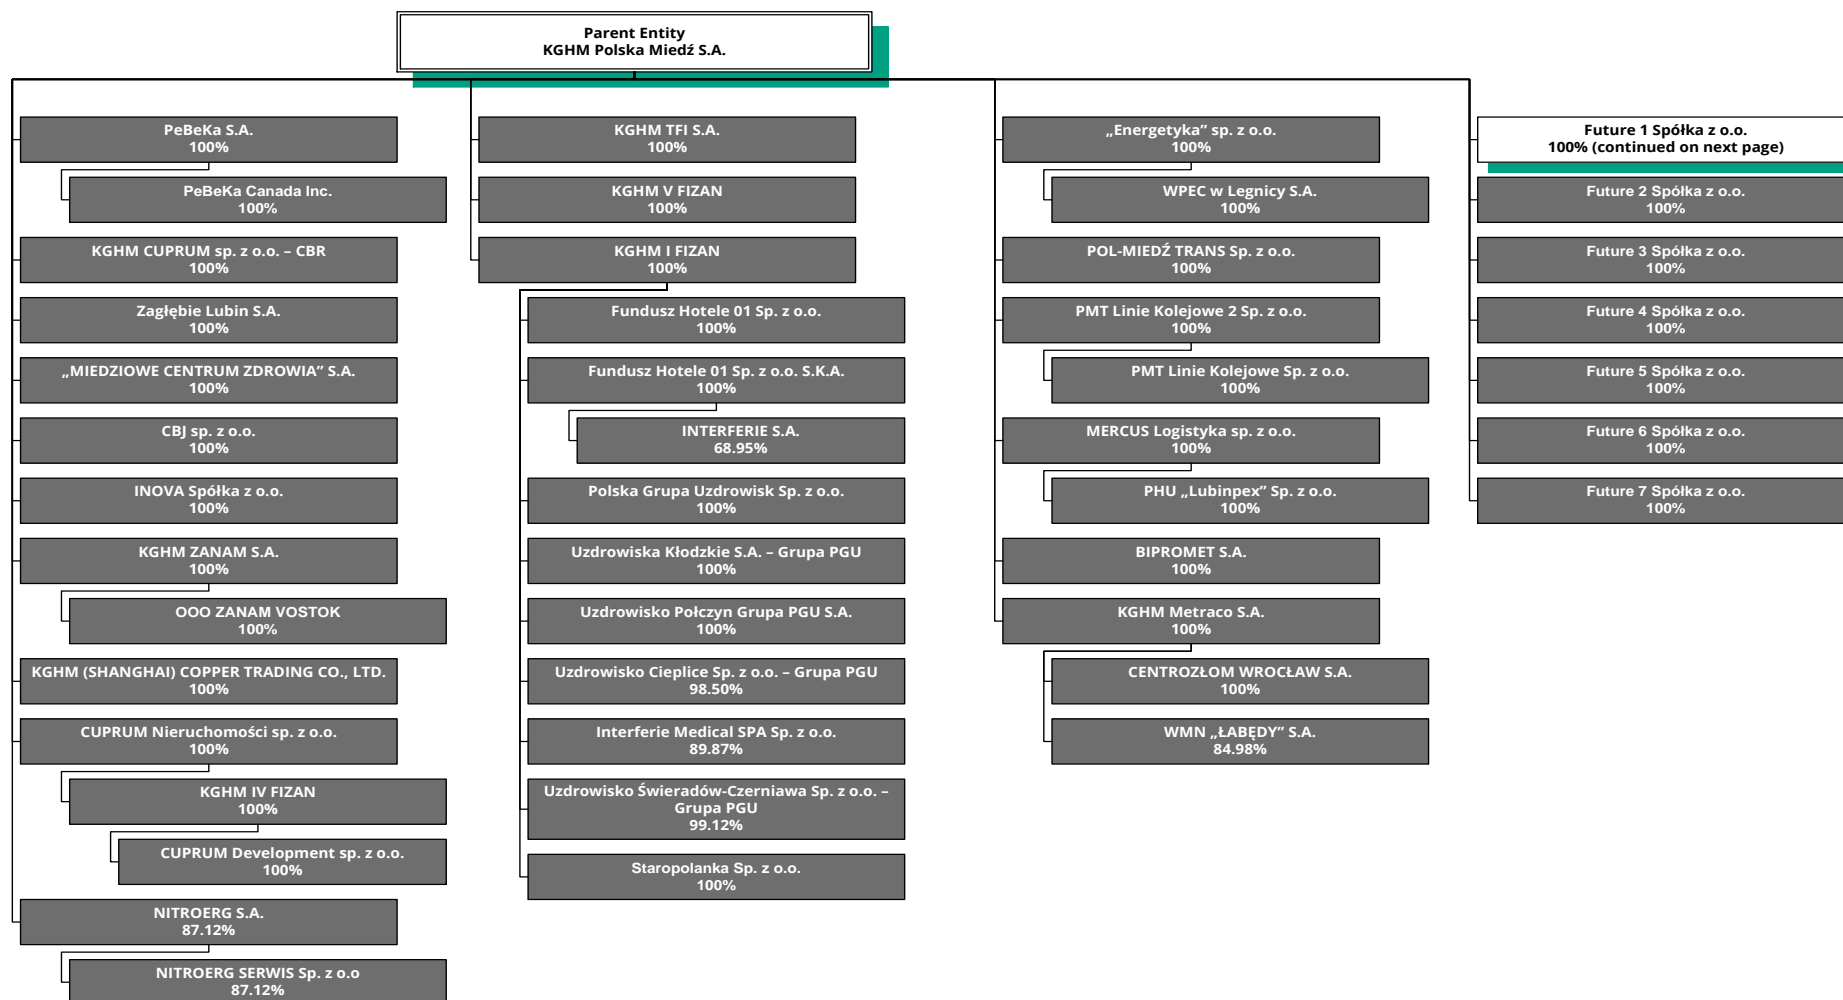 Parent Entity
KGHM Polska Miedź S.A.
PeBeKa S.A.
100%
PeBeKa Canada Inc.
100%
KGHM CUPRUM sp. z o.o. – CBR
100%
Zagłębie Lubin S.A.
100%
„MIEDZIOWE CENTRUM ZDROWIA” S.A.
100%
CBJ sp. z o.o.
100%
INOVA Spółka z o.o.
100%
KGHM ZANAM S.A.
100%
OOO ZANAM VOSTOK
100%
KGHM (SHANGHAI) COPPER TRADING CO., LTD.
100%
CUPRUM Nieruchomości sp. z o.o.
100%
KGHM IV FIZAN
100%
CUPRUM Development sp. z o.o.
100%
NITROERG S.A.
87.12%
NITROERG SERWIS Sp. z o.o
87.12%
KGHM TFI S.A.
100%
KGHM V FIZAN
100%
KGHM I FIZAN
100%
Fundusz Hotele 01 Sp. z o.o.
100%
Fundusz Hotele 01 Sp. z o.o. S.K.A.
100%
INTERFERIE S.A.
68.95%
Polska Grupa Uzdrowisk Sp. z o.o.
100%
Uzdrowiska Kłodzkie S.A. – Grupa PGU
100%
Uzdrowisko Połczyn Grupa PGU S.A.
100%
Uzdrowisko Cieplice Sp. z o.o. – Grupa PGU
98.50%
Interferie Medical SPA Sp. z o.o.
89.87%
Uzdrowisko Świeradów-Czerniawa Sp. z o.o. –
Grupa PGU
99.12%
Staropolanka Sp. z o.o.
100%
„Energetyka” sp. z o.o.
100%
WPEC w Legnicy S.A.
100%
POL-MIEDŹ TRANS Sp. z o.o.
100%
PMT Linie Kolejowe 2 Sp. z o.o.
100%
PMT Linie Kolejowe Sp. z o.o.
100%
MERCUS Logistyka sp. z o.o.
100%
PHU „Lubinpex” Sp. z o.o.
100%
BIPROMET S.A.
100%
KGHM Metraco S.A.
100%
CENTROZŁOM WROCŁAW S.A.
100%
WMN „ŁABĘDY” S.A.
84.98%
Future 1 Spółka z o.o.
100% (continued on next page)
Future 2 Spółka z o.o.
100%
Future 3 Spółka z o.o.
100%
Future 4 Spółka z o.o.
100%
Future 5 Spółka z o.o.
100%
Future 6 Spółka z o.o.
100%
Future 7 Spółka z o.o.
100%